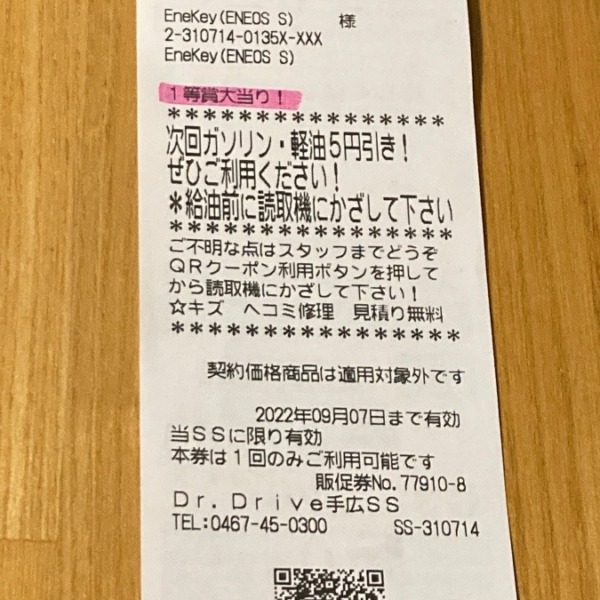 EneKey(ENEOS S) 様
2-310714-0135X-XXX
EneKey(ENEOS S)
1等賞大当り!
****************
次回ガソリン・軽油5円引き!
ぜひご利用ください!
*給油前に読取機にかざして下さい
****************
ご不明な点はスタッフまでどうぞ
QRクーポン利用ボタンを押して
から読取機にかざして下さい!
☆キズ ヘコミ修理 見積り無料
****************
契約価格商品は適用対象外です
2022年09月07日まで有効
当SSに限り有効
本券は1回のみご利用可能です
販促券No.77910-8
Dr.Drive手広SS
TEL:0467-45-0300 SS-310714